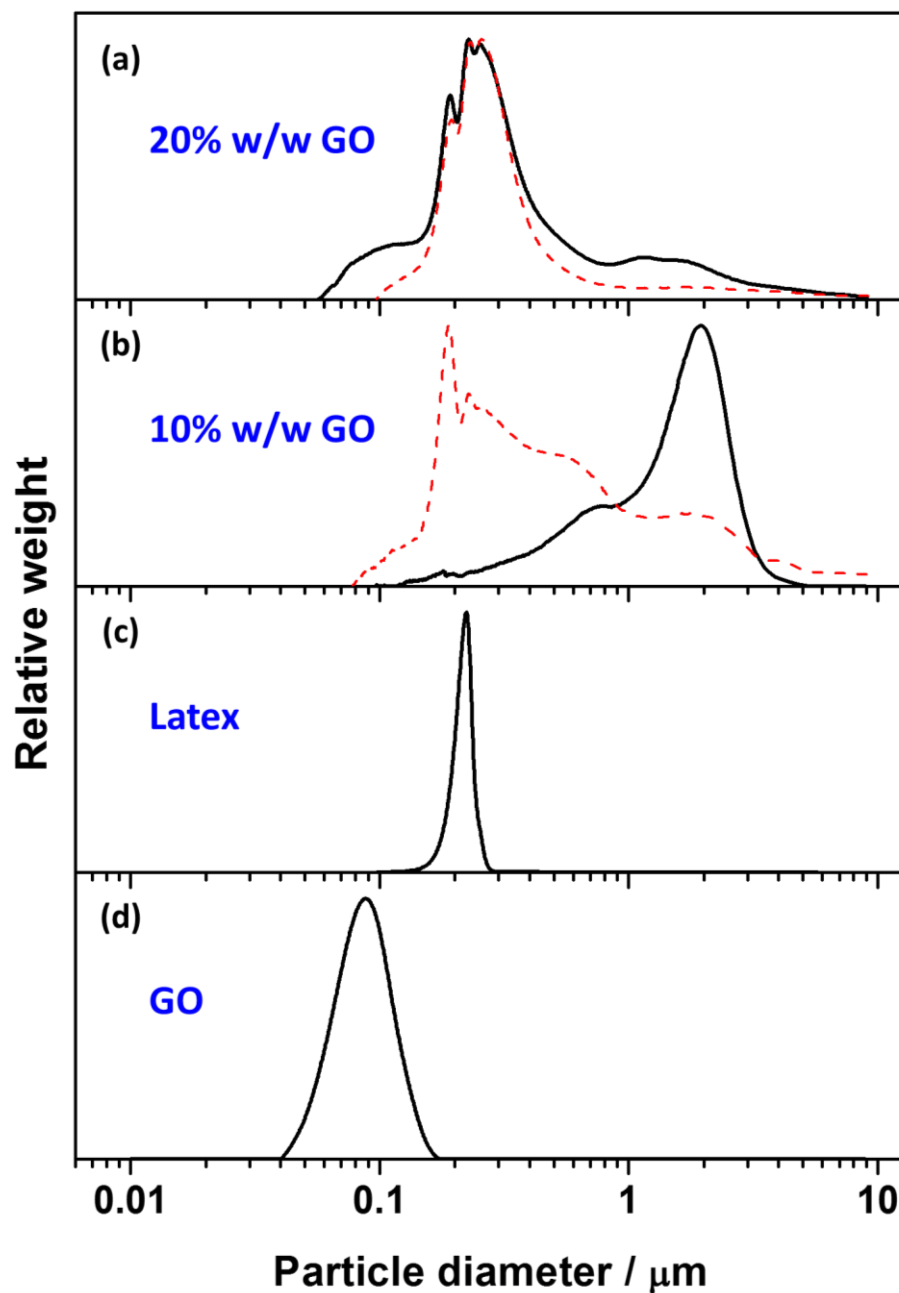 (a)
20% w/w GO
(b)
10% w/w GO
(c)
Latex
(d)
GO
Relative weight
0.01 0.1 1 10
Particle diameter / μm